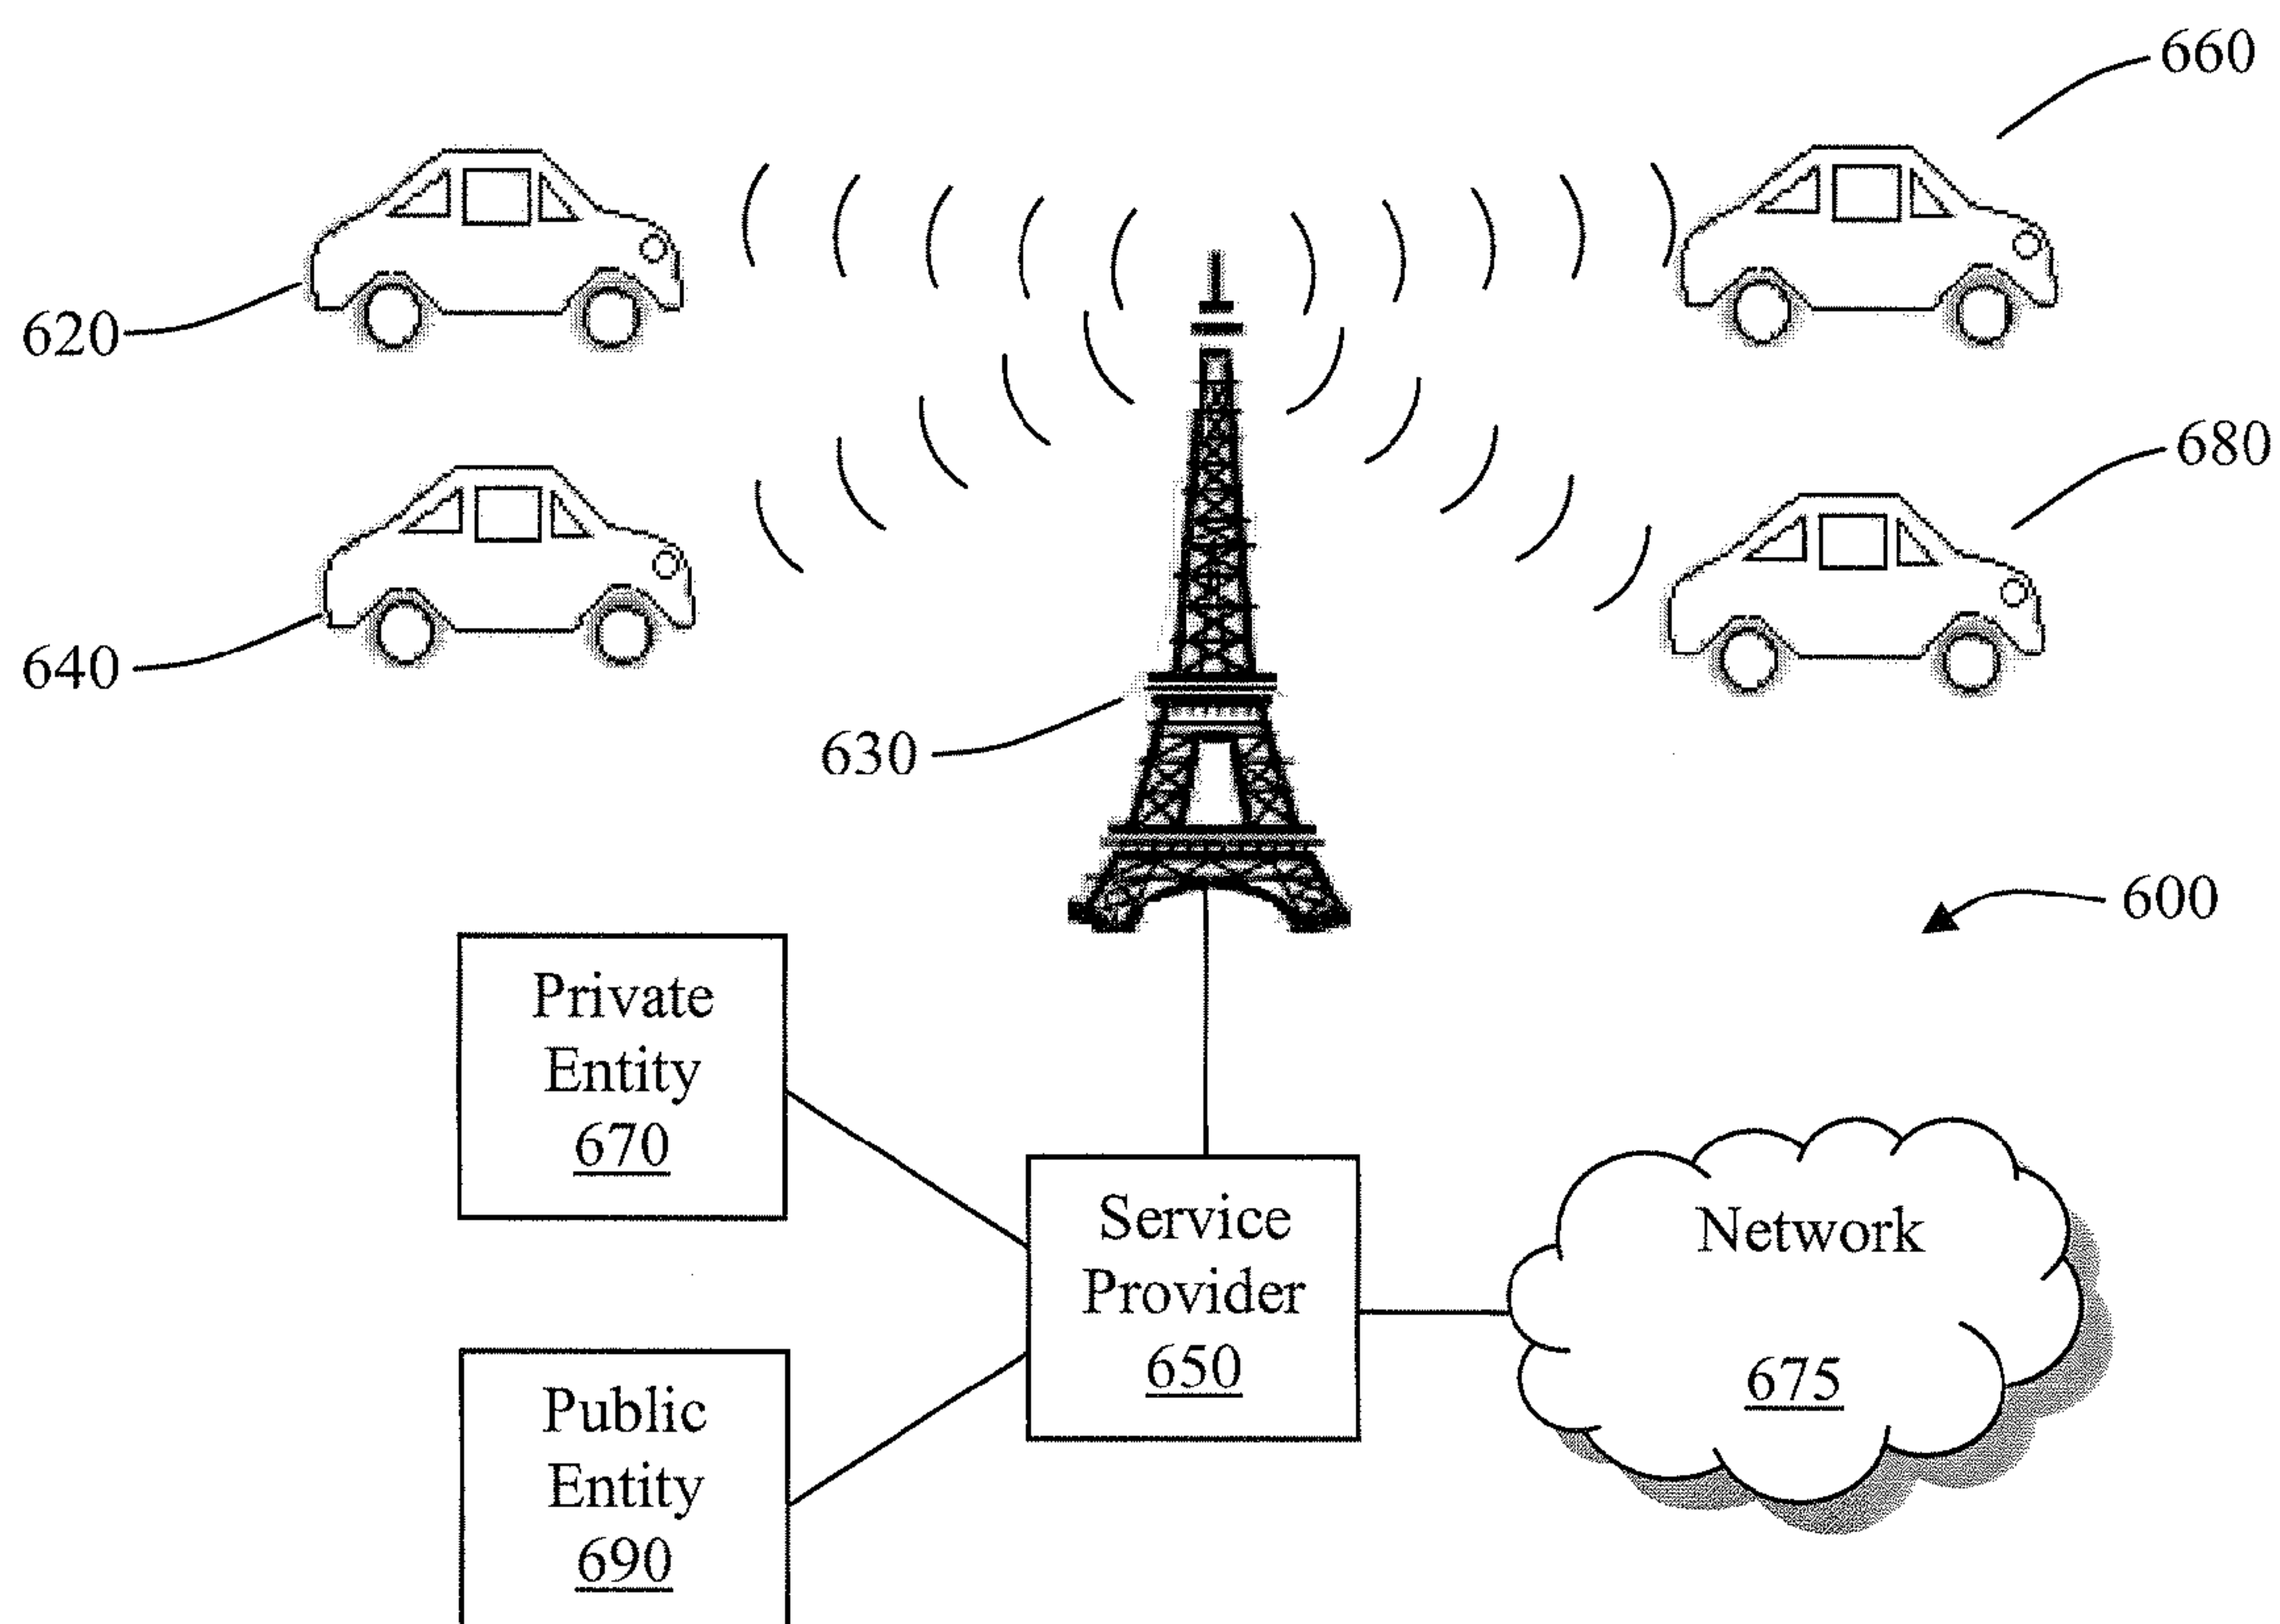 660
620
680
640
630
600
Private
Entity
670
Service
Provider
650
Network
675
Public
Entity
690